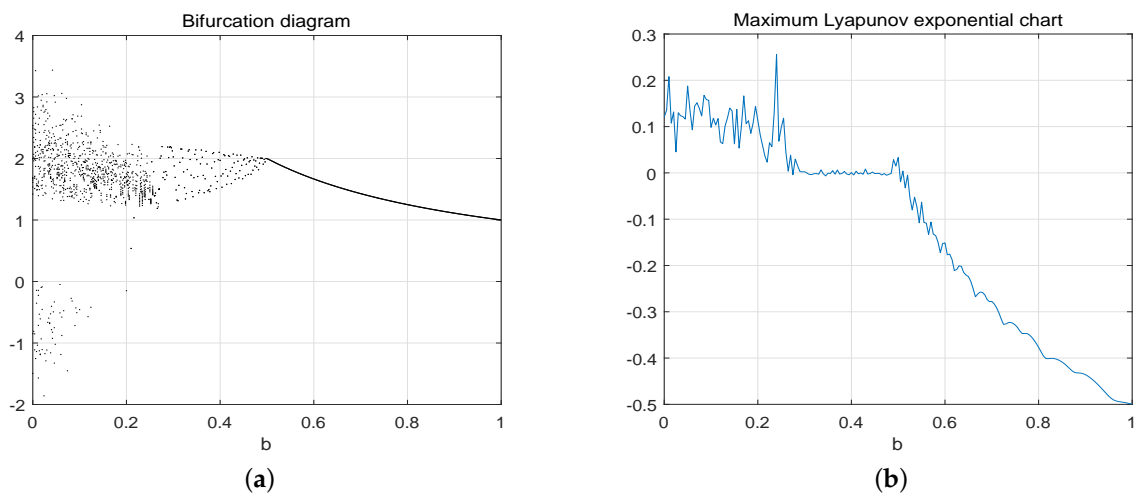 Bifurcation diagram
4
3
2
1
0
-1
-2
0 0.2 0.4 0.6 0.8 1
b
(a)
Maximum Lyapunov exponential chart
0.3
0.2
0.1
0
-0.1
-0.2
-0.3
-0.4
-0.5
0 0.2 0.4 0.6 0.8 1
b
(b)